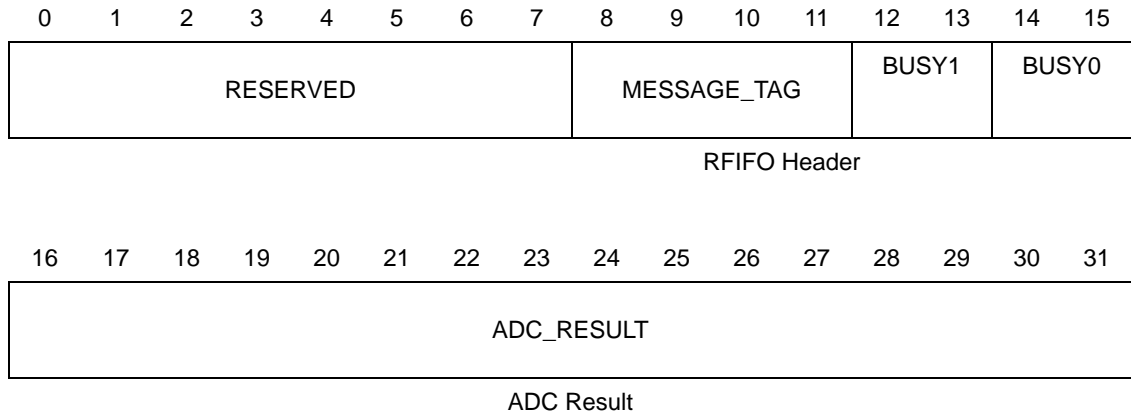 0 1 2 3 4 5 6 7 8 9 10 11 12 13 14 15
RESERVED MESSAGE_TAG BUSY1 BUSY0
RFIFO Header
16 17 18 19 20 21 22 23 24 25 26 27 28 29 30 31
ADC_RESULT
ADC Result